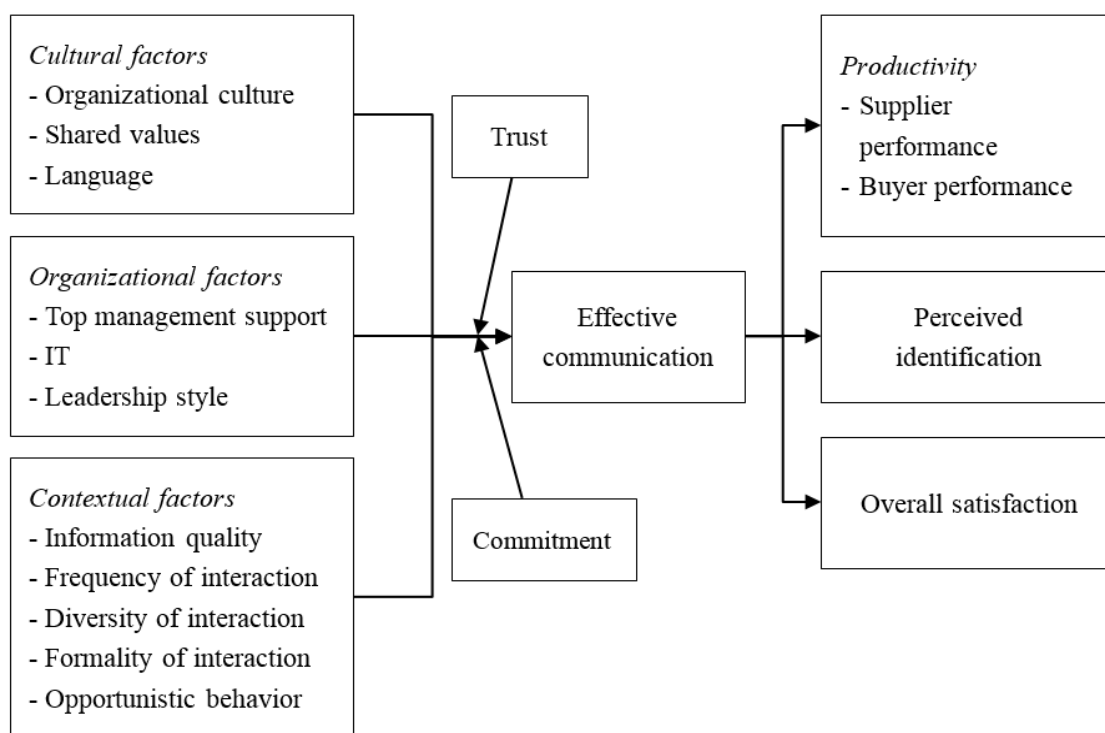 Cultural factors
- Organizational culture
- Shared values
- Language
Organizational factors
- Top management support
- IT
- Leadership style
Contextual factors
- Information quality
- Frequency of interaction
- Diversity of interaction
- Formality of interaction
- Opportunistic behavior
Trust
Commitment
Effective
communication
Productivity
- Supplier
performance
- Buyer performance
Perceived
identification
Overall satisfaction